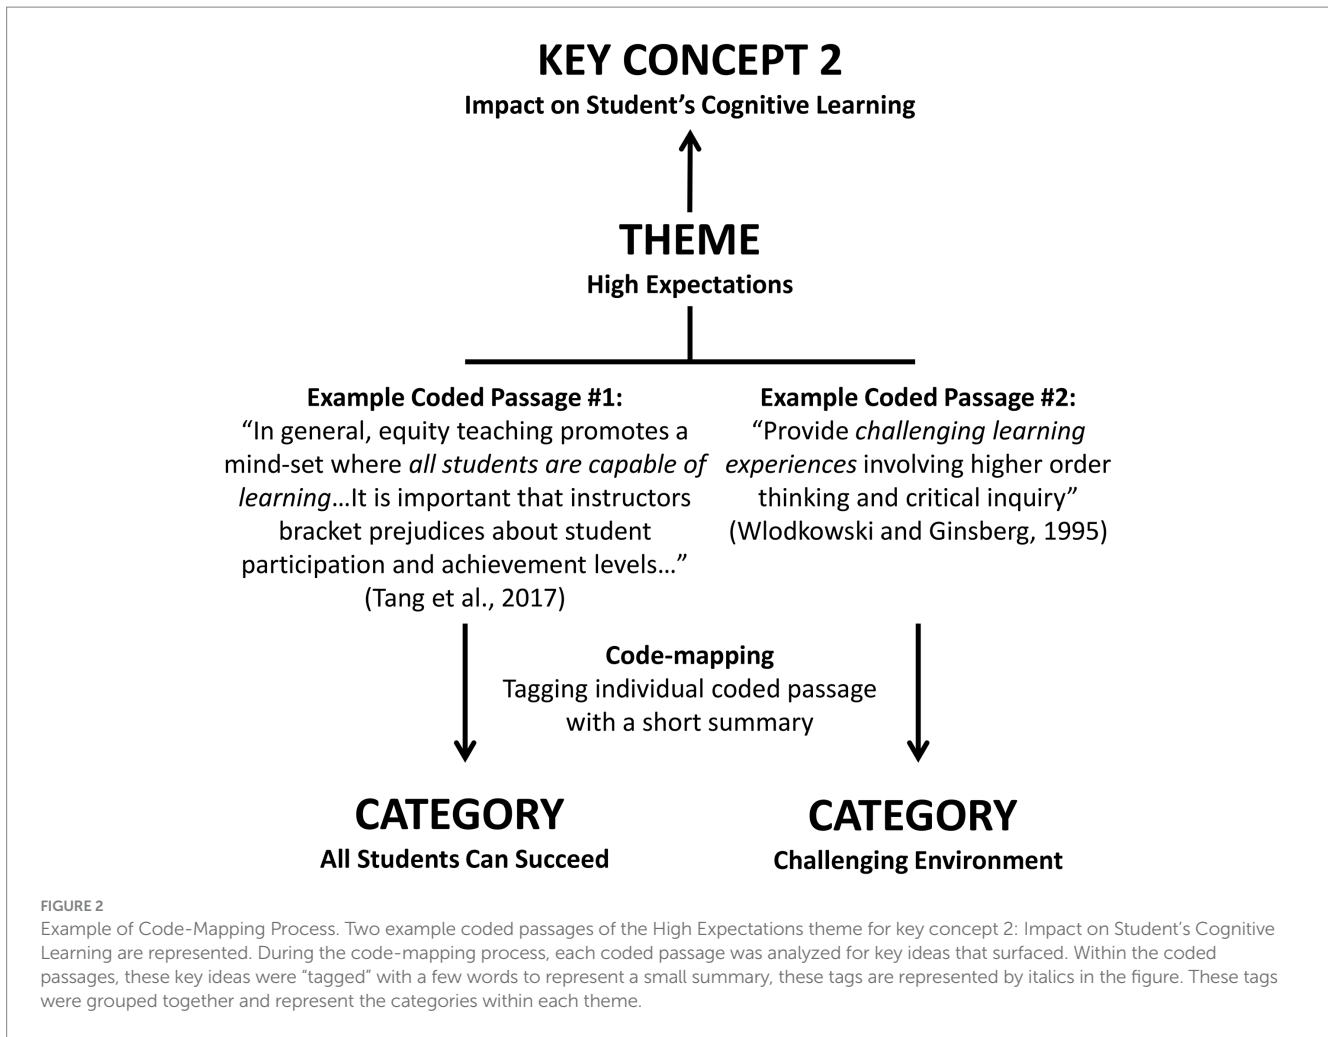 KEY CONCEPT 2
Impact on Student’s Cognitive Learning
THEME
High Expectations
Example Coded Passage #1:
“In general, equity teaching promotes a
mind-set where all students are capable of
learning…It is important that instructors
bracket prejudices about student
participation and achievement levels…”
(Tang et al., 2017)
Example Coded Passage #2:
“Provide challenging learning
experiences involving higher order
thinking and critical inquiry”
(Wlodkowski and Ginsberg, 1995)
Code-mapping
Tagging individual coded passage
with a short summary
CATEGORY
All Students Can Succeed
CATEGORY
Challenging Environment
FIGURE 2
Example of Code-Mapping Process. Two example coded passages of the High Expectations theme for key concept 2: Impact on Student’s Cognitive
Learning are represented. During the code-mapping process, each coded passage was analyzed for key ideas that surfaced. Within the coded
passages, these key ideas were “tagged” with a few words to represent a small summary, these tags are represented by italics in the figure. These tags
were grouped together and represent the categories within each theme.